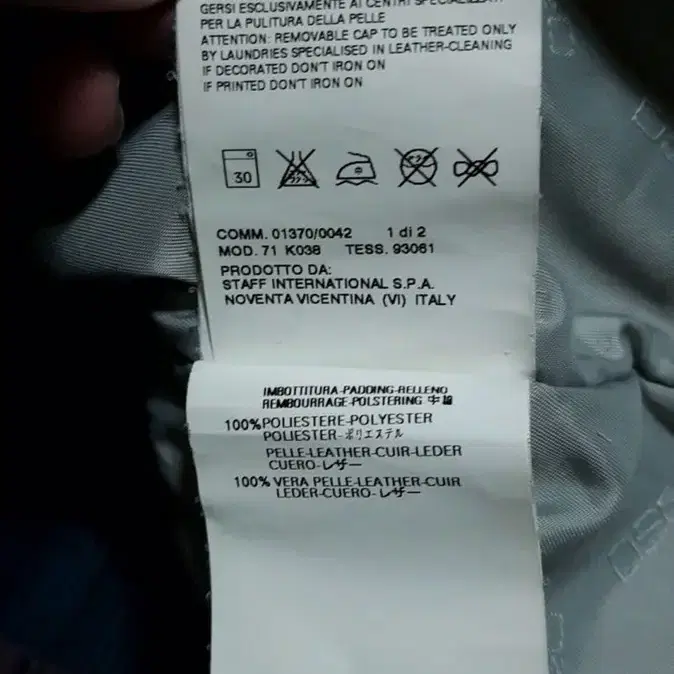 GERSI ESCLUSIVAMENTE AI CENTRI
PER LA PULITURA DELLA PELLE
ATTENTION: REMOVABLE CAP TO BE TREATED ONLY
BY LAUNDRIES SPECIALISED IN LEATHER-CLEANING
IF DECORATED DON'T IRON ON
IF PRINTED DON'T IRON ON
30
COMM. 01370/0042 1 di 2
MOD. 71 K038 TESS. 93061
PRODOTTO DA:
STAFF INTERNATIONAL S.P.A.
NOVENTA VICENTINA (VI) ITALY
IMBOTTITURA-PADDING-RELLENO
REMBOURRAGE-POLSTERING 中綿
100%POLIESTERE-POLYESTER
POLIESTER-ポリエステル
PELLE-LEATHER-CUIR-LEDER
CUERO-レザー
100% VERA PELLE-LEATHER-CUIR
LEDER-CUERO-レザー